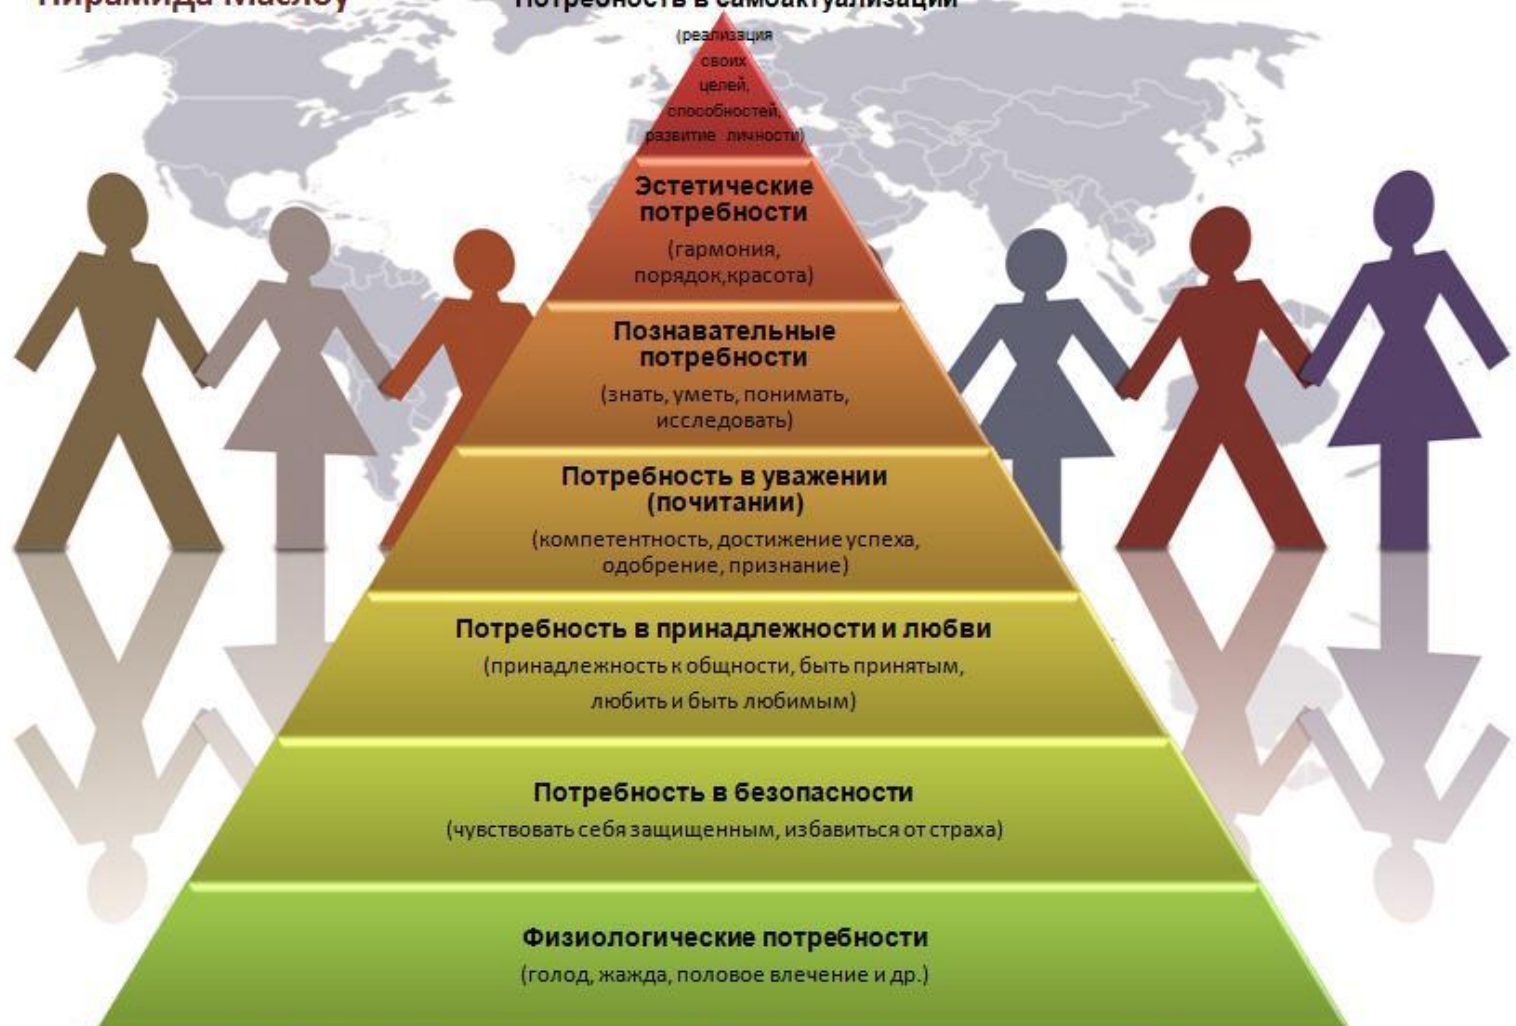 Пирамида Маслоу
Потребность в самоактуализации
(реализация
своих
целей,
способностей,
развитие личности)
Эстетические
потребности
(гармония,
порядок,красота)
Познавательные
потребности
(знать, уметь, понимать,
исследовать)
Потребность в уважении
(почитании)
(компетентность, достижение успеха,
одобрение, признание)
Потребность в принадлежности и любви
(принадлежность к общности, быть принятым,
любить и быть любимым)
Потребность в безопасности
(чувствовать себя защищенным, избавиться от страха)
Физиологические потребности
(голод, жажда, половое влечение и др.)